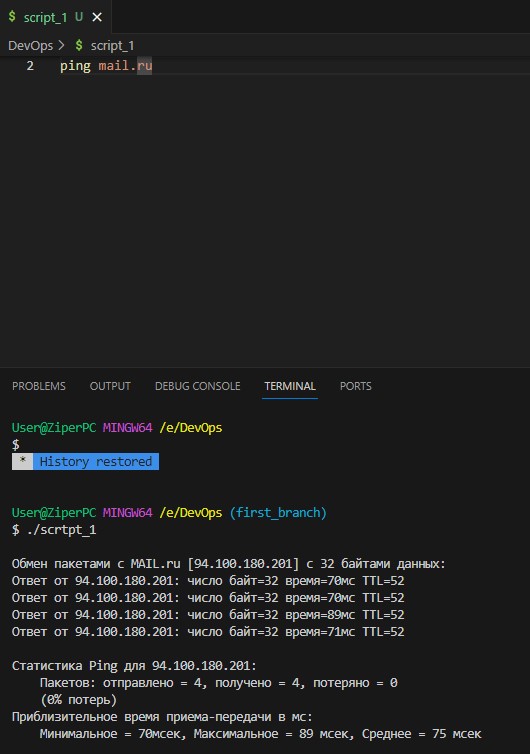 $ script_1 U ×
DevOps > $ script_1
2 ping mail.ru
PROBLEMS OUTPUT DEBUG CONSOLE TERMINAL PORTS
User@ZiperPC MINGW64 /e/DevOps
$
* History restored
User@ZiperPC MINGW64 /e/DevOps (first_branch)
$ ./scrtpt_1
Обмен пакетами с MAIL.ru [94.100.180.201] с 32 байтами данных:
Ответ от 94.100.180.201: число байт=32 время=70мс TTL=52
Ответ от 94.100.180.201: число байт=32 время=70мс TTL=52
Ответ от 94.100.180.201: число байт=32 время=89мс TTL=52
Ответ от 94.100.180.201: число байт=32 время=71мс TTL=52
Статистика Ping для 94.100.180.201:
Пакетов: отправлено = 4, получено = 4, потеряно = 0
(0% потерь)
Приблизительное время приема-передачи в мс:
Минимальное = 70мсек, Максимальное = 89 мсек, Среднее = 75 мсек